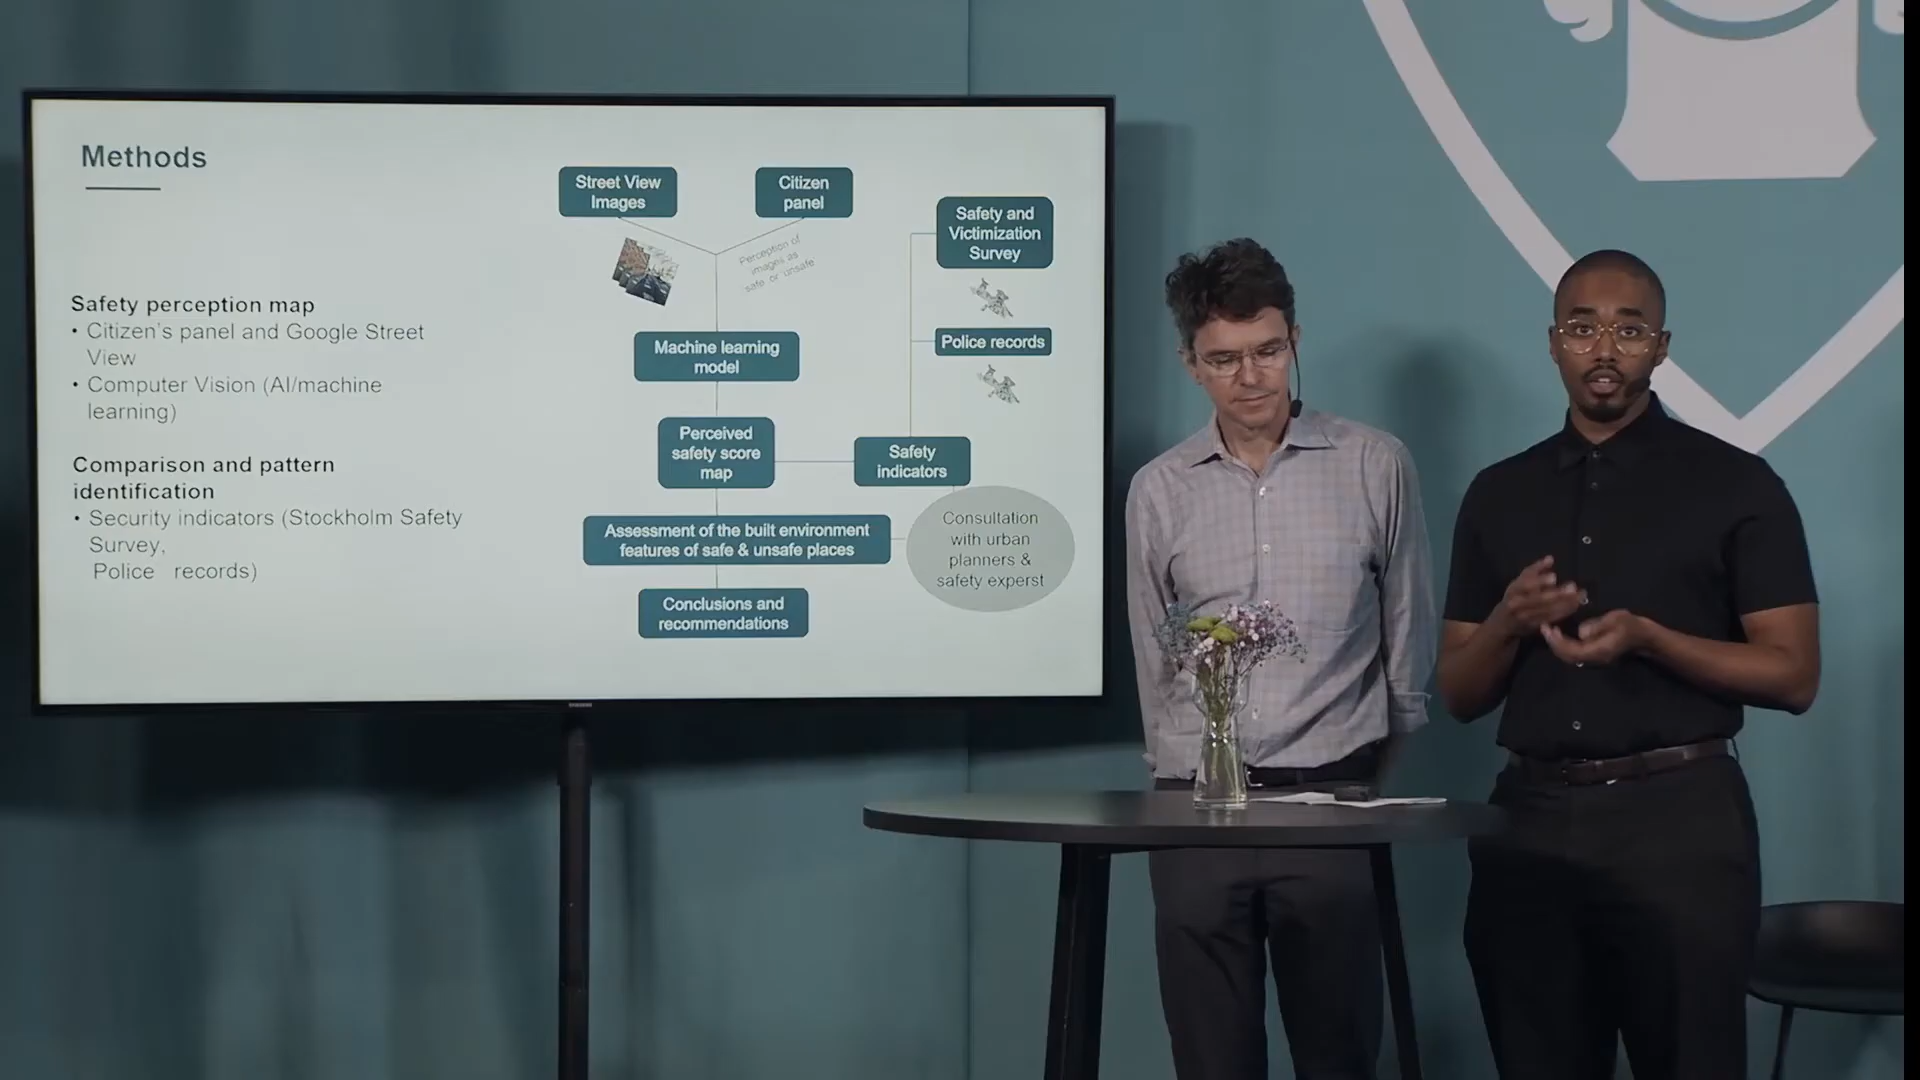 Methods
Safety perception map
• Citizen's panel and Google Street
View
• Computer Vision (AI/machine
learning)
Comparison and pattern
identification
• Security indicators (Stockholm Safety
Survey,
Police records)
Street View
Images
Citizen
panel
Perception of
images as
safe or unsafe
Safety and
Victimization
Survey
Police records
Machine learning
model
Perceived
safety score
map
Safety
indicators
Assessment of the built environment
features of safe & unsafe places
Consultation
with urban
planners &
safety experst
Conclusions and
recommendations
SAMSUNG